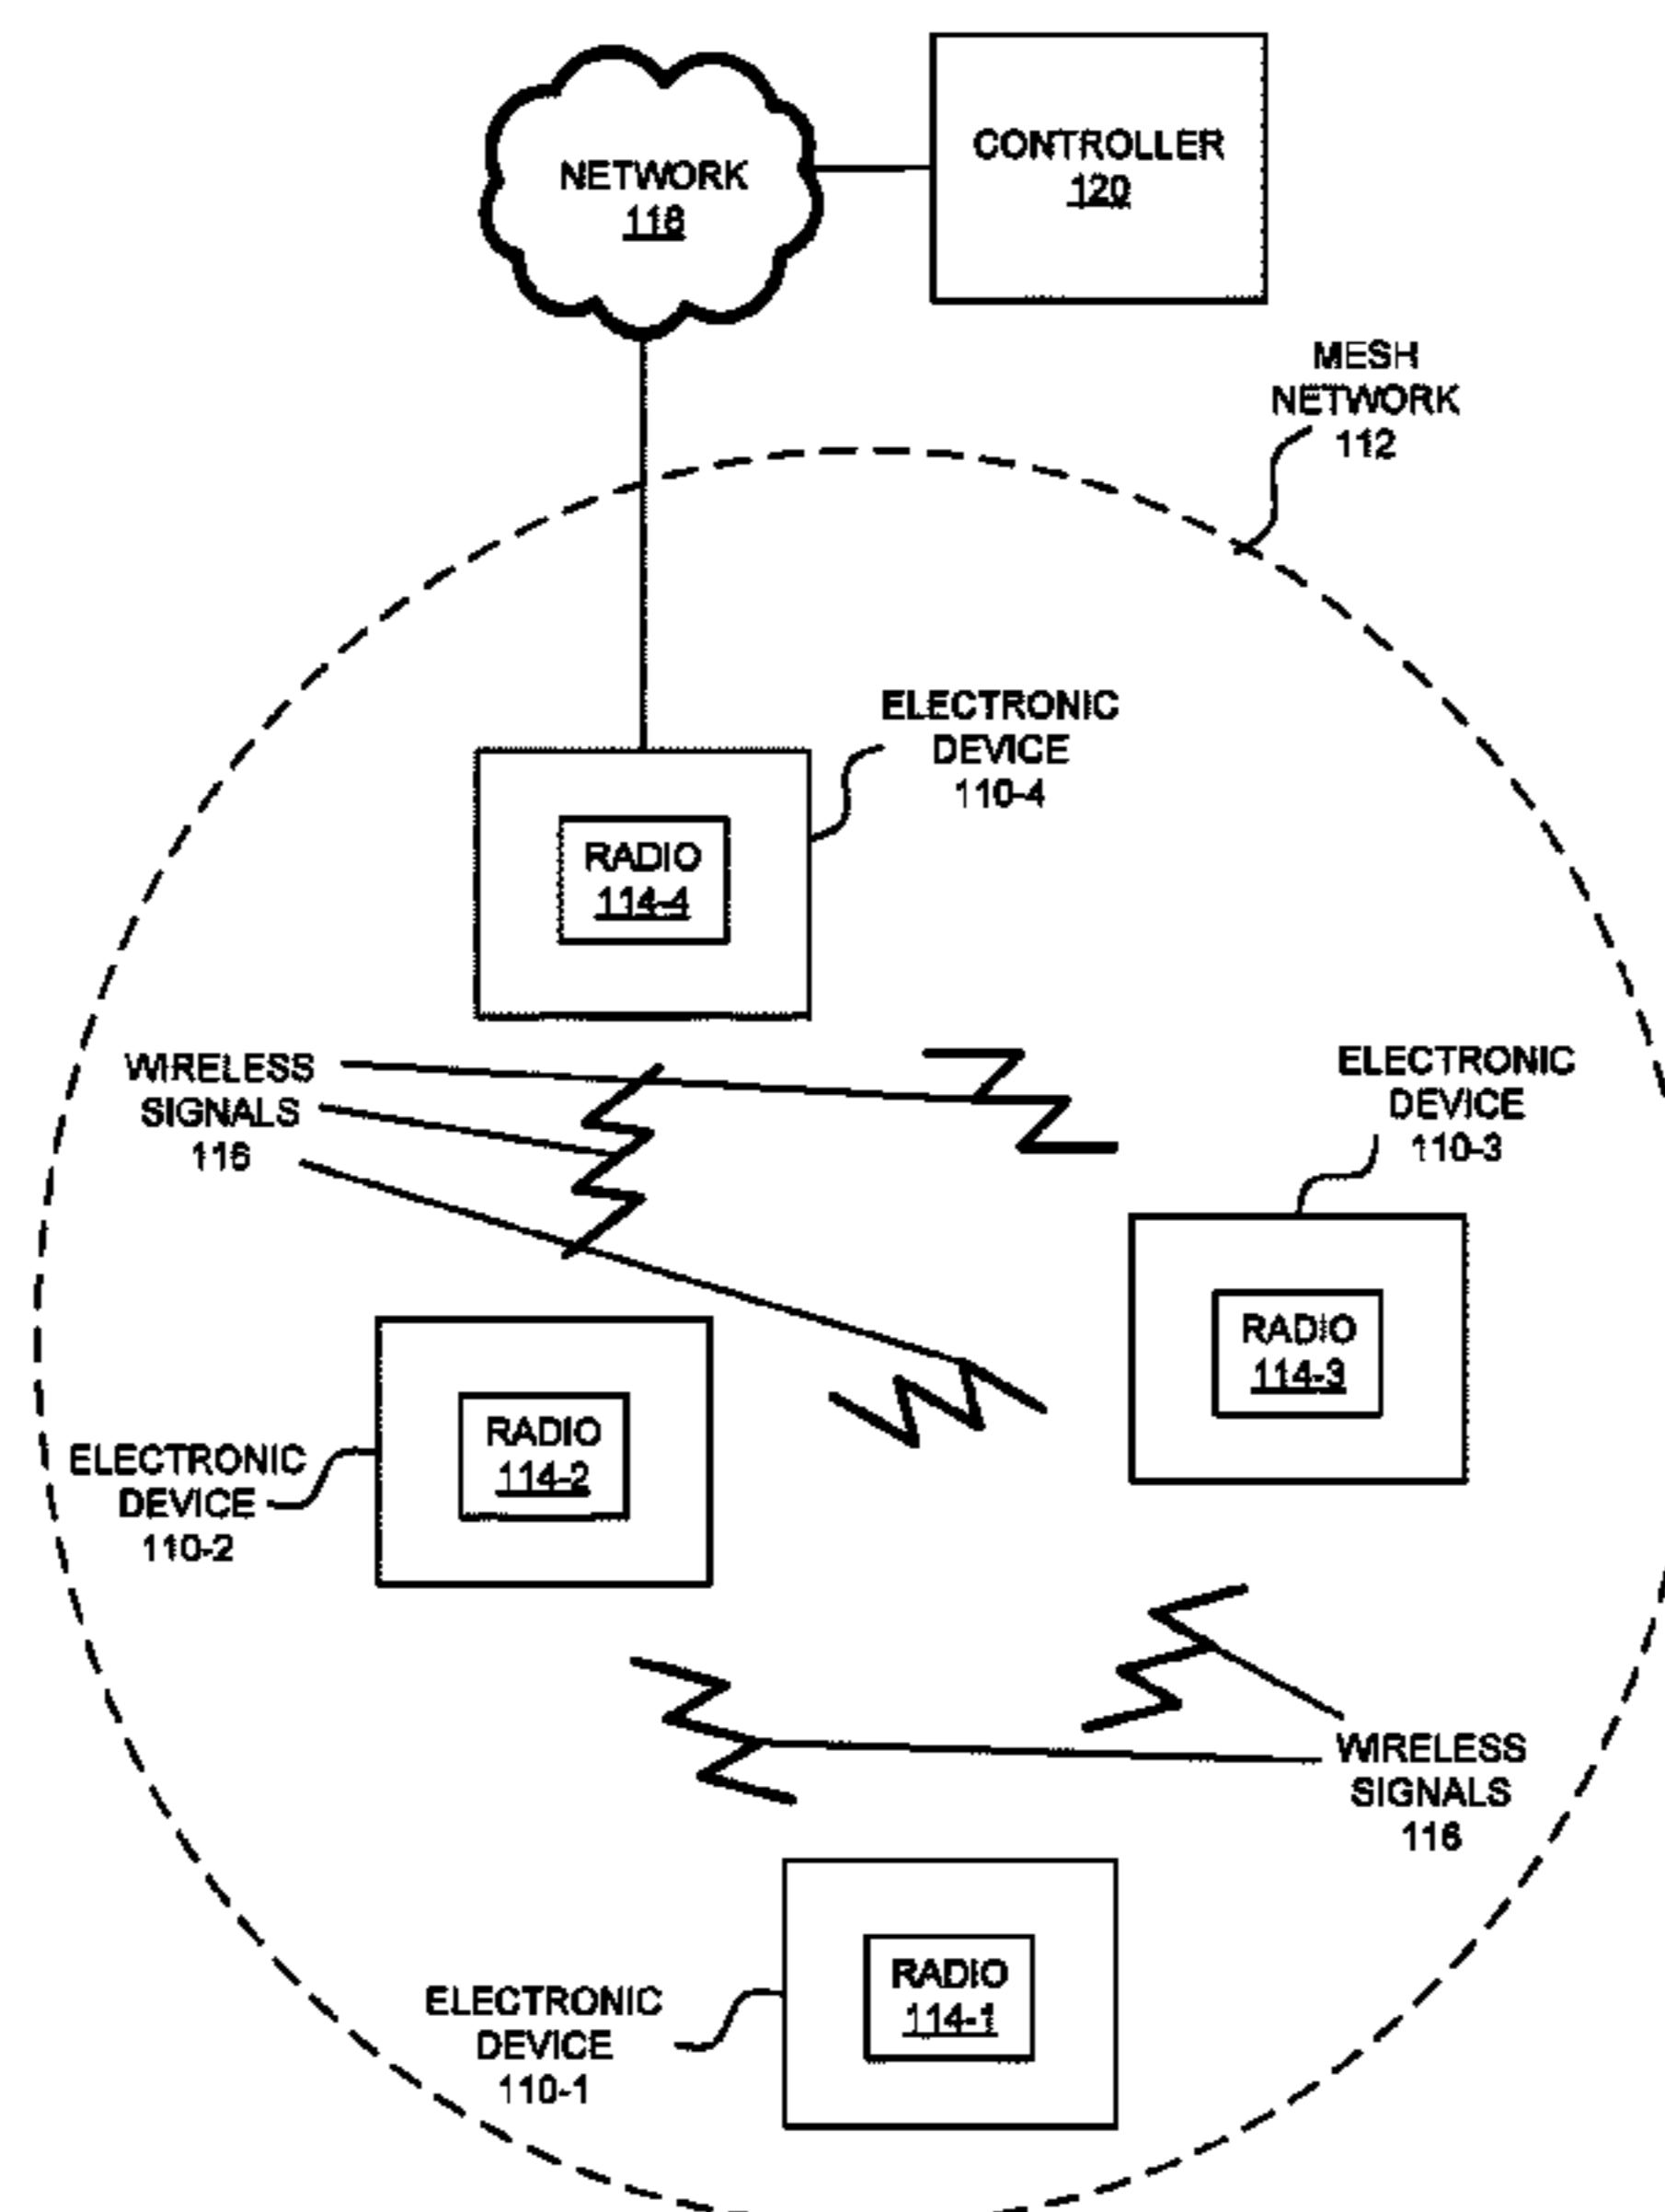 NETWORK
118
CONTROLLER
120
MESH
NETWORK
112
ELECTRONIC
DEVICE
110-4
RADIO
114-4
WIRELESS
SIGNALS
116
ELECTRONIC
DEVICE
110-3
RADIO
114-3
RADIO
114-2
ELECTRONIC
DEVICE
110-2
WIRELESS
SIGNALS
116
RADIO
114-1
ELECTRONIC
DEVICE
110-1